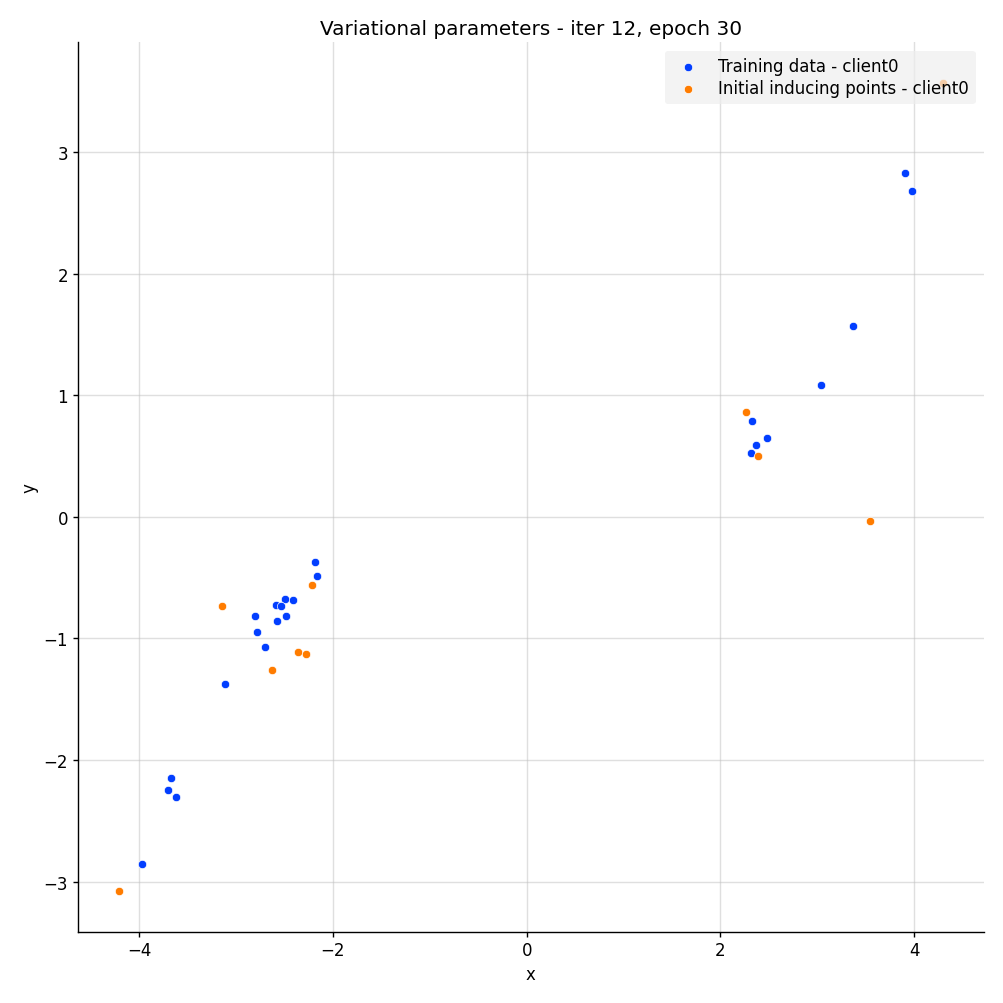 Variational parameters - iter 12, epoch 30
Training data - client0
Initial inducing points - client0
3
2
1
0
−1
−2
−3
y
−4
−2
0
2
4
x